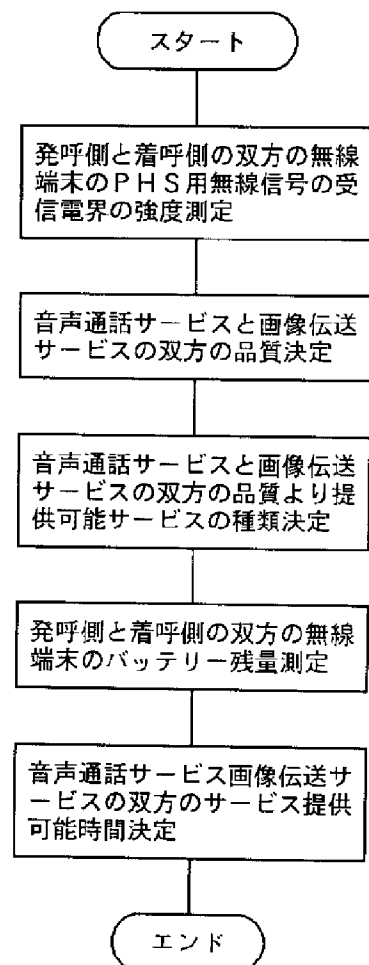 スタート
発呼側と着呼側の双方の無線
端末のPHS用無線信号の受
信電界の強度測定
音声通話サービスと画像伝送
サービスの双方の品質決定
音声通話サービスと画像伝送
サービスの双方の品質より提
供可能サービスの種類決定
発呼側と着呼側の双方の無線
端末のバッテリー残量測定
音声通話サービス画像伝送サ
ービスの双方のサービス提供
可能時間決定
エンド